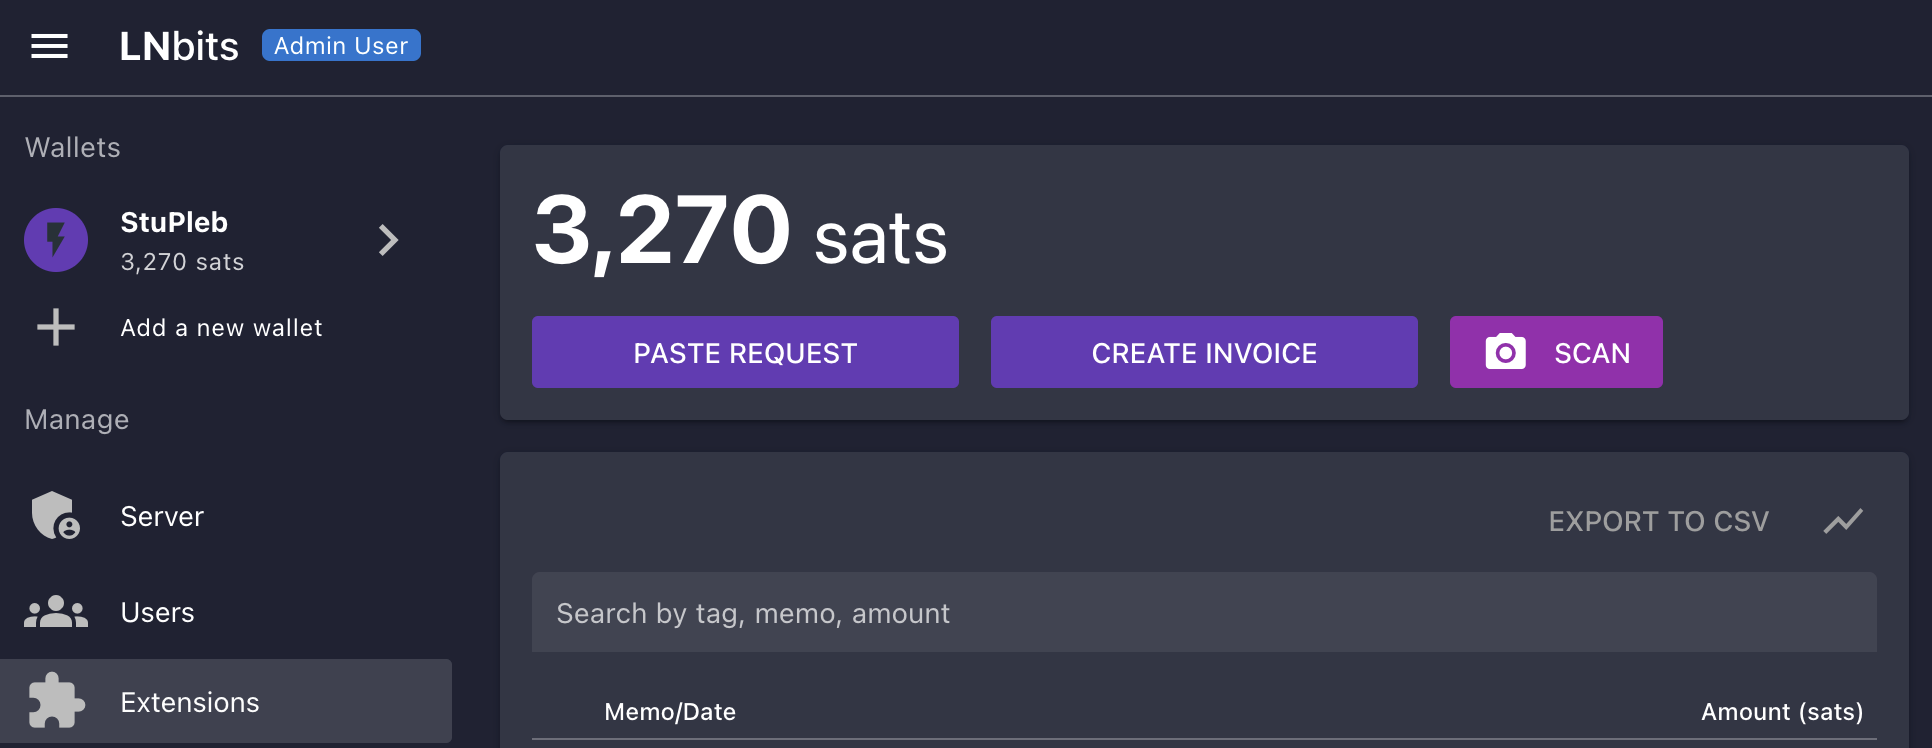 LNbits Admin User
Wallets
StuPleb
3,270 sats
Add a new wallet
Manage
Server
Users
Extensions
3,270 sats
PASTE REQUEST CREATE INVOICE SCAN
EXPORT TO CSV
Search by tag, memo, amount
Memo/Date Amount (sats)